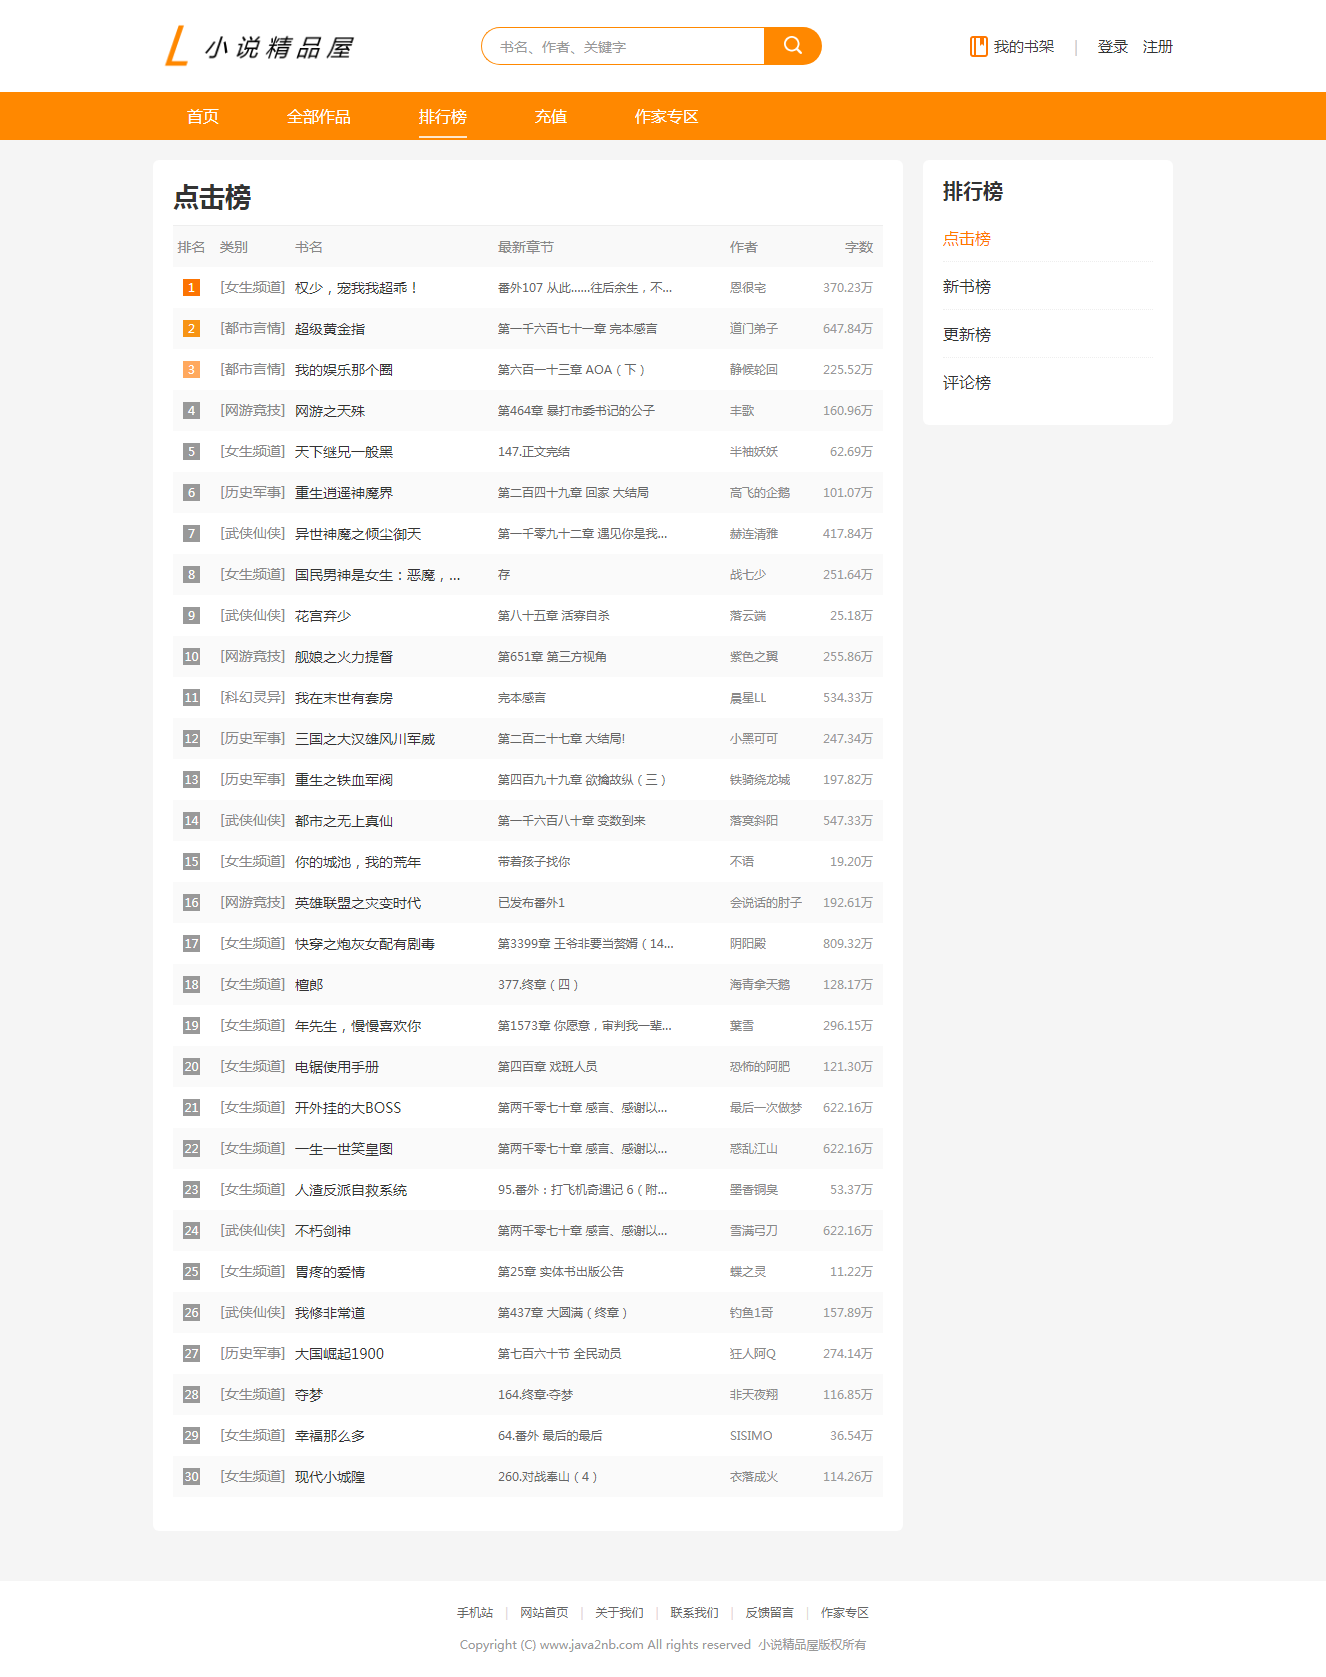 小说精品屋
书名、作者、关键字
我的书架 | 登录 注册
首页 全部作品 排行榜 充值 作家专区
点击榜
排名 类别 书名 最新章节 作者 字数
1 [女生频道] 权少，宠我我超乖！ 番外107 从此……往后余生，不... 恩很宅 370.23万
2 [都市言情] 超级黄金指 第一千六百七十一章 完本感言 道门弟子 647.84万
3 [都市言情] 我的娱乐那个圈 第六百一十三章 AOA（下） 静候轮回 225.52万
4 [网游竞技] 网游之天殊 第464章 暴打市委书记的公子 丰歌 160.96万
5 [女生频道] 天下继兄一般黑 147.正文完结 半袖妖妖 62.69万
6 [历史军事] 重生逍遥神魔界 第二百四十九章 回家 大结局 高飞的企鹅 101.07万
7 [武侠仙侠] 异世神魔之倾尘御天 第一千零九十二章 遇见你是我... 赫连清雅 417.84万
8 [女生频道] 国民男神是女生：恶魔，... 存 战七少 251.64万
9 [武侠仙侠] 花宫弃少 第八十五章 活寡自杀 落云端 25.18万
10 [网游竞技] 舰娘之火力提督 第651章 第三方视角 紫色之翼 255.86万
11 [科幻灵异] 我在末世有套房 完本感言 晨星LL 534.33万
12 [历史军事] 三国之大汉雄风川军威 第二百二十七章 大结局! 小黑可可 247.34万
13 [历史军事] 重生之铁血军阀 第四百九十九章 欲擒故纵（三） 铁骑绕龙城 197.82万
14 [武侠仙侠] 都市之无上真仙 第一千六百八十章 变数到来 落寞斜阳 547.33万
15 [女生频道] 你的城池，我的荒年 带着孩子找你 不语 19.20万
16 [网游竞技] 英雄联盟之灾变时代 已发布番外1 会说话的肘子 192.61万
17 [女生频道] 快穿之炮灰女配有剧毒 第3399章 王爷非要当赘婿（14... 阴阳殿 809.32万
18 [女生频道] 檀郎 377.终章（四） 海青拿天鹅 128.17万
19 [女生频道] 年先生，慢慢喜欢你 第1573章 你愿意，审判我一辈... 葉雪 296.15万
20 [女生频道] 电锯使用手册 第四百章 戏班人员 恐怖的阿肥 121.30万
21 [女生频道] 开外挂的大BOSS 第两千零七十章 感言、感谢以... 最后一次做梦 622.16万
22 [女生频道] 一生一世笑皇图 第两千零七十章 感言、感谢以... 惑乱江山 622.16万
23 [女生频道] 人渣反派自救系统 95.番外：打飞机奇遇记 6（附... 墨香铜臭 53.37万
24 [武侠仙侠] 不朽剑神 第两千零七十章 感言、感谢以... 雪满弓刀 622.16万
25 [女生频道] 胃疼的爱情 第25章 实体书出版公告 蝶之灵 11.22万
26 [武侠仙侠] 我修非常道 第437章 大圆满（终章） 钓鱼1哥 157.89万
27 [历史军事] 大国崛起1900 第七百六十节 全民动员 狂人阿Q 274.14万
28 [女生频道] 夺梦 164.终章·夺梦 非天夜翔 116.85万
29 [女生频道] 幸福那么多 64.番外 最后的最后 SISIMO 36.54万
30 [女生频道] 现代小城隍 260.对战奉山（4） 衣落成火 114.26万
排行榜
点击榜
新书榜
更新榜
评论榜
手机站 | 网站首页 | 关于我们 | 联系我们 | 反馈留言 | 作家专区
Copyright (C) www.java2nb.com All rights reserved 小说精品屋版权所有